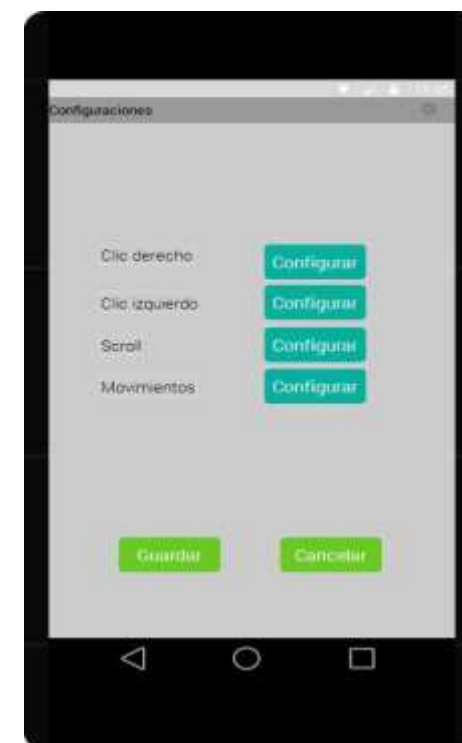 Configuraciones
Clic derecho Configurar
Clic izquierdo Configurar
Scroll Configurar
Movimientos Configurar
Guardar Cancelar